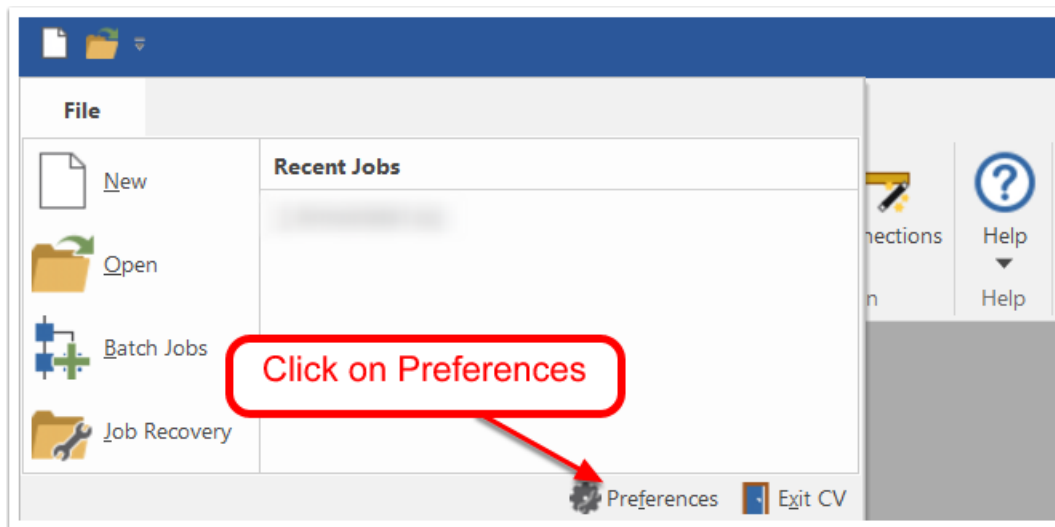 File
New
Recent Jobs
Open
Batch Jobs
Job Recovery
Click on Preferences
Preferences
Exit CV
nections
Help
n
Help